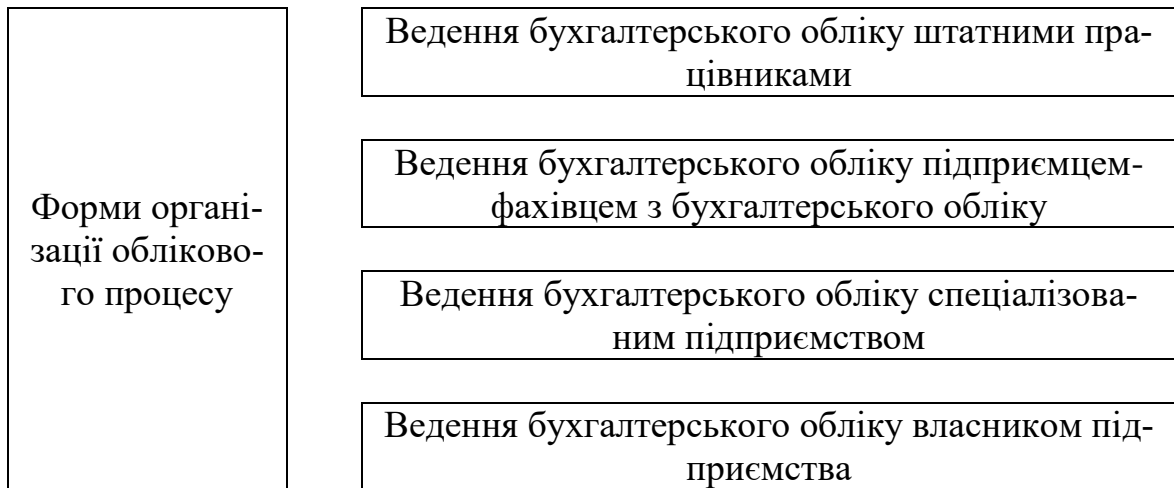 Форми органі-
зації обліково-
го процесу
Ведення бухгалтерського обліку штатними пра-
цівниками
Ведення бухгалтерського обліку підприємцем-
фахівцем з бухгалтерського обліку
Ведення бухгалтерського обліку спеціалізова-
ним підприємством
Ведення бухгалтерського обліку власником під-
приємства